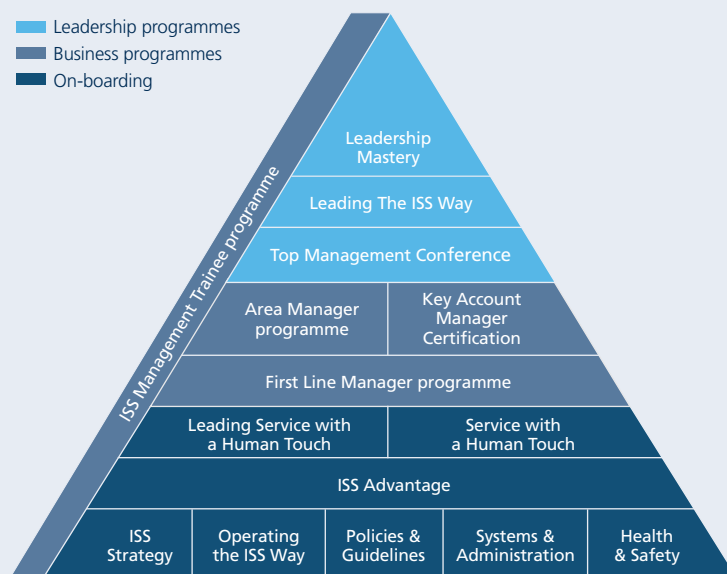 Leadership programmes
Business programmes
On-boarding
ISS Management Trainee programme
Leadership
Mastery
Leading The ISS Way
Top Management Conference
Area Manager
programme
Key Account
Manager
Certification
First Line Manager programme
Leading Service with
a Human Touch
Service with
a Human Touch
ISS Advantage
ISS
Strategy
Operating
the ISS Way
Policies &
Guidelines
Systems &
Administration
Health
& Safety